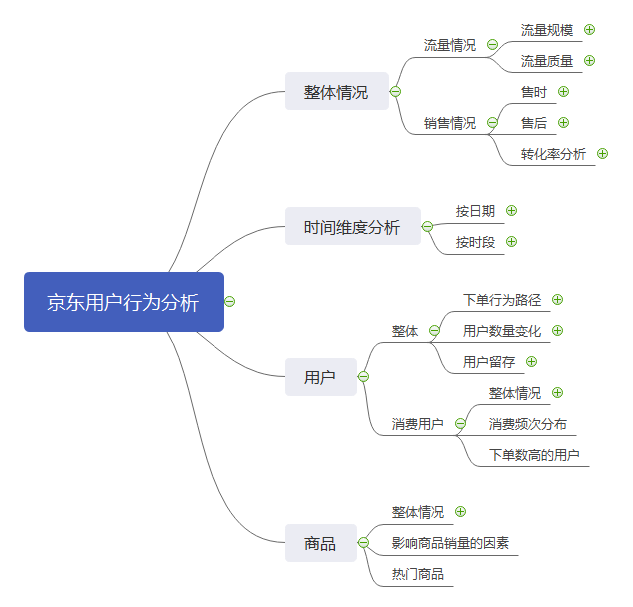 京东用户行为分析
整体情况
流量情况
流量规模
流量质量
销售情况
售时
售后
转化率分析
时间维度分析
按日期
按时段
用户
整体
下单行为路径
用户数量变化
用户留存
消费用户
整体情况
消费频次分布
下单数高的用户
商品
整体情况
影响商品销量的因素
热门商品